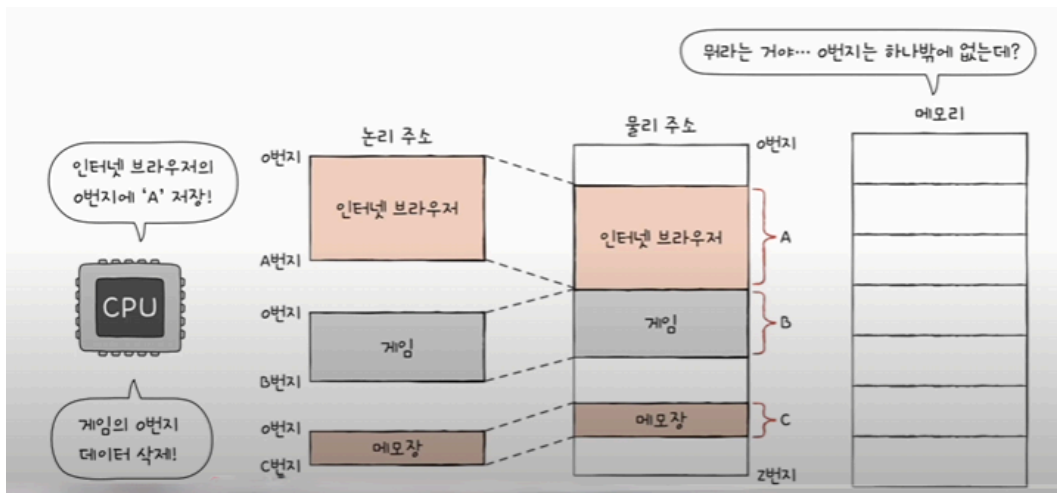 뭐라는 거야… 0번지는 하나밖에 없는데?
메모리
논리 주소
물리 주소
인터넷 브라우저의
0번지에 ‘A’ 저장!
CPU
게임의 0번지
데이터 삭제!
0번지
인터넷 브라우저
A번지
0번지
게임
B번지
0번지
메모장
C번지
0번지
인터넷 브라우저
A
게임
B
메모장
C
Z번지